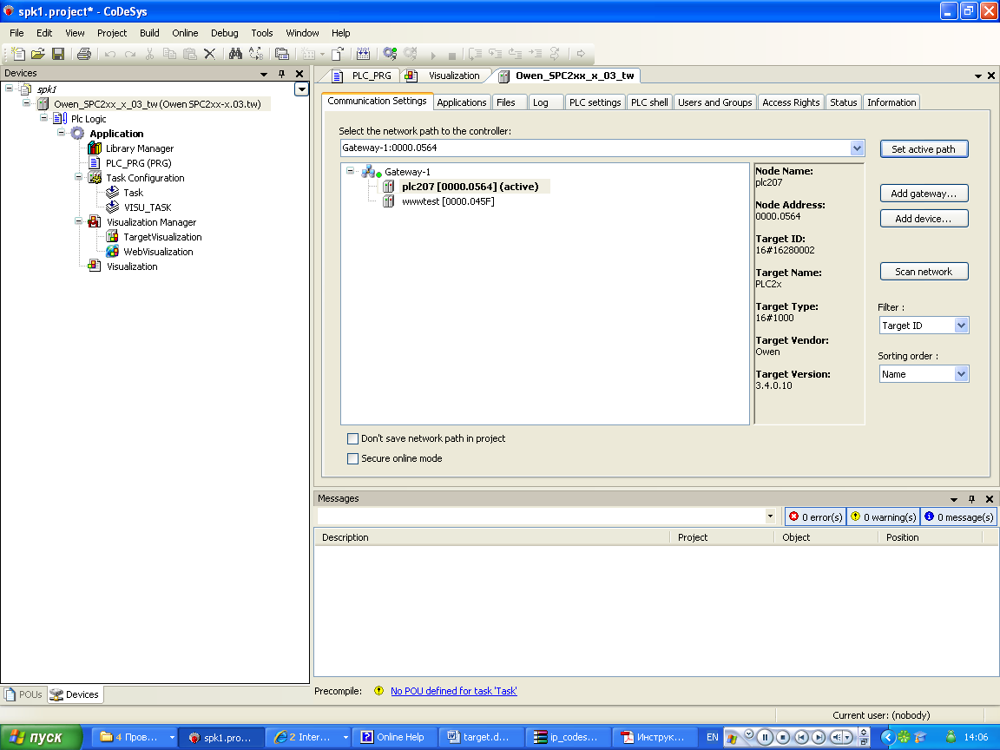 spk1.project* - CoDeSys
File Edit View Project Build Online Debug Tools Window Help
Devices
spk1
Owen_SPC2xx_x_03_tw (Owen SPC2xx-x.03.tw)
Plc Logic
Application
Library Manager
PLC_PRG (PRG)
Task Configuration
Task
VISU_TASK
Visualization Manager
TargetVisualization
WebVisualization
Visualization
POUs Devices
PLC_PRG Visualization Owen_SPC2xx_x_03_tw
Communication Settings Applications Files Log PLC settings PLC shell Users and Groups Access Rights Status Information
Select the network path to the controller:
Gateway-1:0000.0564
Set active path
Gateway-1
plc207 [0000.0564] (active)
wwwtest [0000.045F]
Node Name:
plc207
Node Address:
0000.0564
Target ID:
16#16280002
Target Name:
PLC2x
Target Type:
16#1000
Target Vendor:
Owen
Target Version:
3.4.0.10
Add gateway...
Add device...
Scan network
Filter :
Target ID
Sorting order :
Name
Don't save network path in project
Secure online mode
Messages
0 error(s) 0 warning(s) 0 message(s)
Description Project Object Position
Precompile: No POU defined for task 'Task'
Current user: (nobody)
пуск 4 Пров... spk1.pro... 2 Inter... Online Help target.d... ip_codes... Инструк... EN 14:06